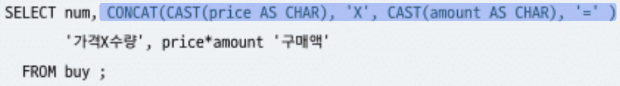 SELECT num, CONCAT(CAST(price AS CHAR), 'X', CAST(amount AS CHAR), '=' )
'가격X수량', price*amount '구매액'
FROM buy ;